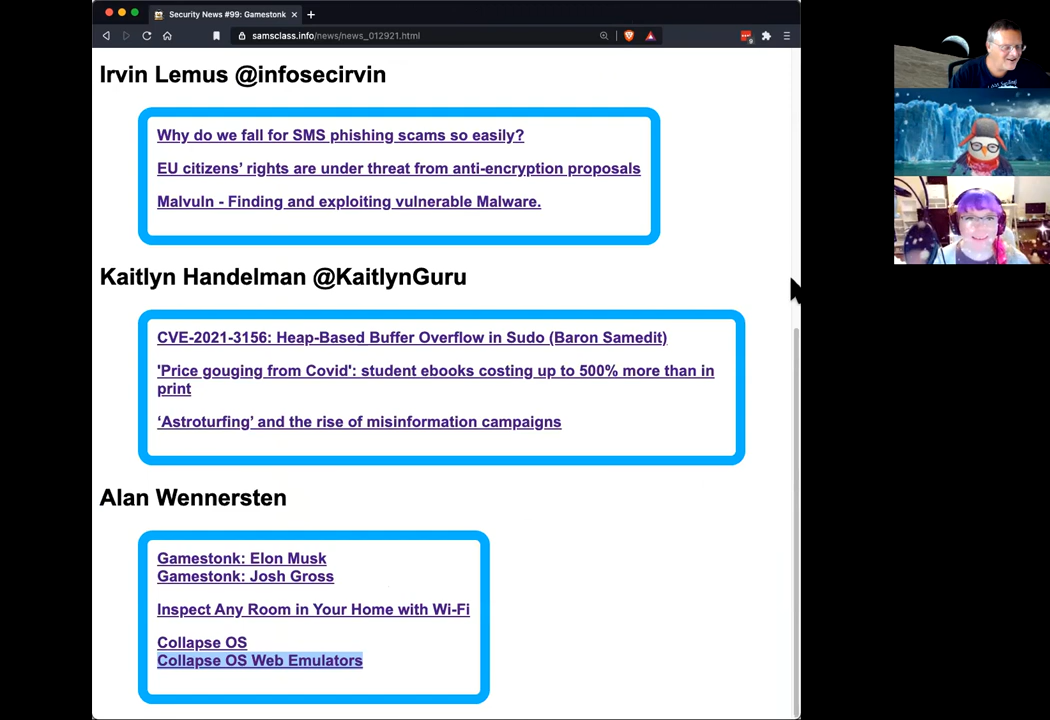 Security News #99: Gamestonk
samsclass.info/news/news_012921.html
Irvin Lemus @infosecirvin
Why do we fall for SMS phishing scams so easily?
EU citizens’ rights are under threat from anti-encryption proposals
Malvuln - Finding and exploiting vulnerable Malware.
Kaitlyn Handelman @KaitlynGuru
CVE-2021-3156: Heap-Based Buffer Overflow in Sudo (Baron Samedit)
'Price gouging from Covid': student ebooks costing up to 500% more than in
print
‘Astroturfing’ and the rise of misinformation campaigns
Alan Wennersten
Gamestonk: Elon Musk
Gamestonk: Josh Gross
Inspect Any Room in Your Home with Wi-Fi
Collapse OS
Collapse OS Web Emulators